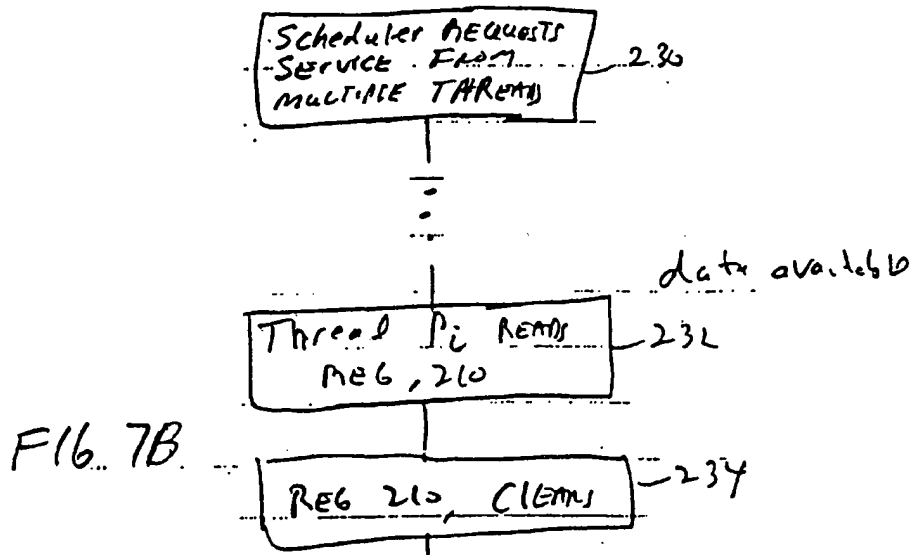 Scheduler REQUESTS
SERVICE FROM
MULTIPLE THREADS
230
data available
Thread Pi READS
REG, 210
232
FIG. 7B
REG 210, CLEARS
234